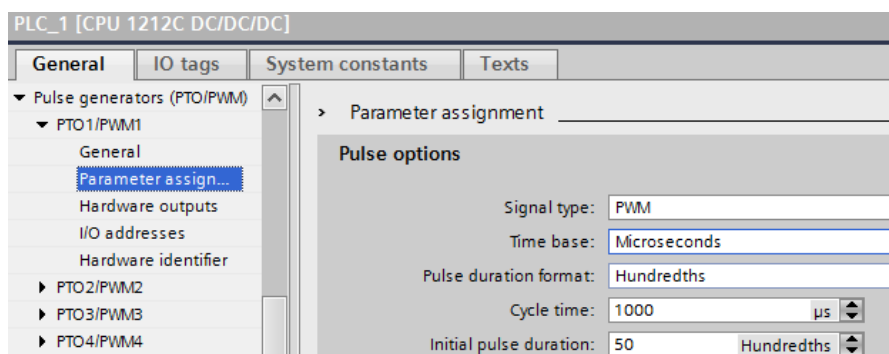 PLC_1 [CPU 1212C DC/DC/DC]
General IO tags System constants Texts
Pulse generators (PTO/PWM)
PTO1/PWM1
General
Parameter assign...
Hardware outputs
I/O addresses
Hardware identifier
PTO2/PWM2
PTO3/PWM3
PTO4/PWM4
Parameter assignment
Pulse options
Signal type: PWM
Time base: Microseconds
Pulse duration format: Hundredths
Cycle time: 1000 µs
Initial pulse duration: 50 Hundredths